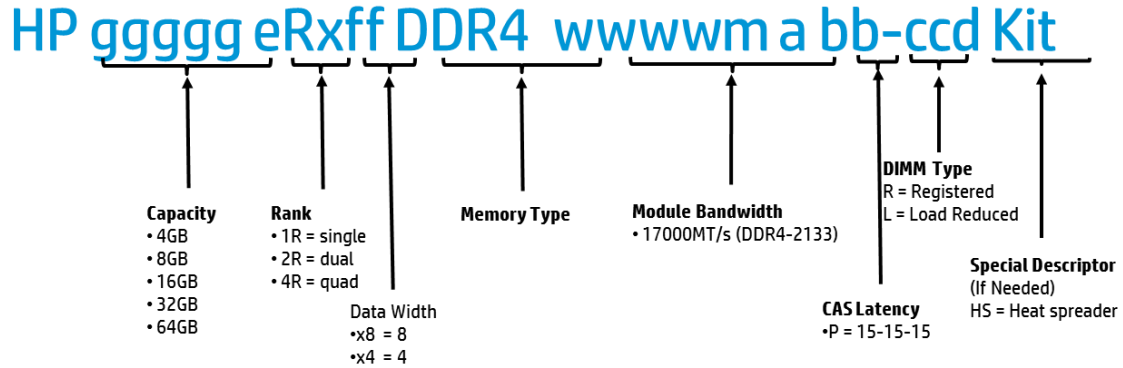 HP ggggg eRxff DDR4 wwwwm a bb-ccd Kit
Capacity
• 4GB
• 8GB
• 16GB
• 32GB
• 64GB
Rank
• 1R = single
• 2R = dual
• 4R = quad
Data Width
•x8 = 8
•x4 = 4
Memory Type
Module Bandwidth
• 17000MT/s (DDR4-2133)
CAS Latency
•P = 15-15-15
DIMM Type
R = Registered
L = Load Reduced
Special Descriptor
(If Needed)
HS = Heat spreader